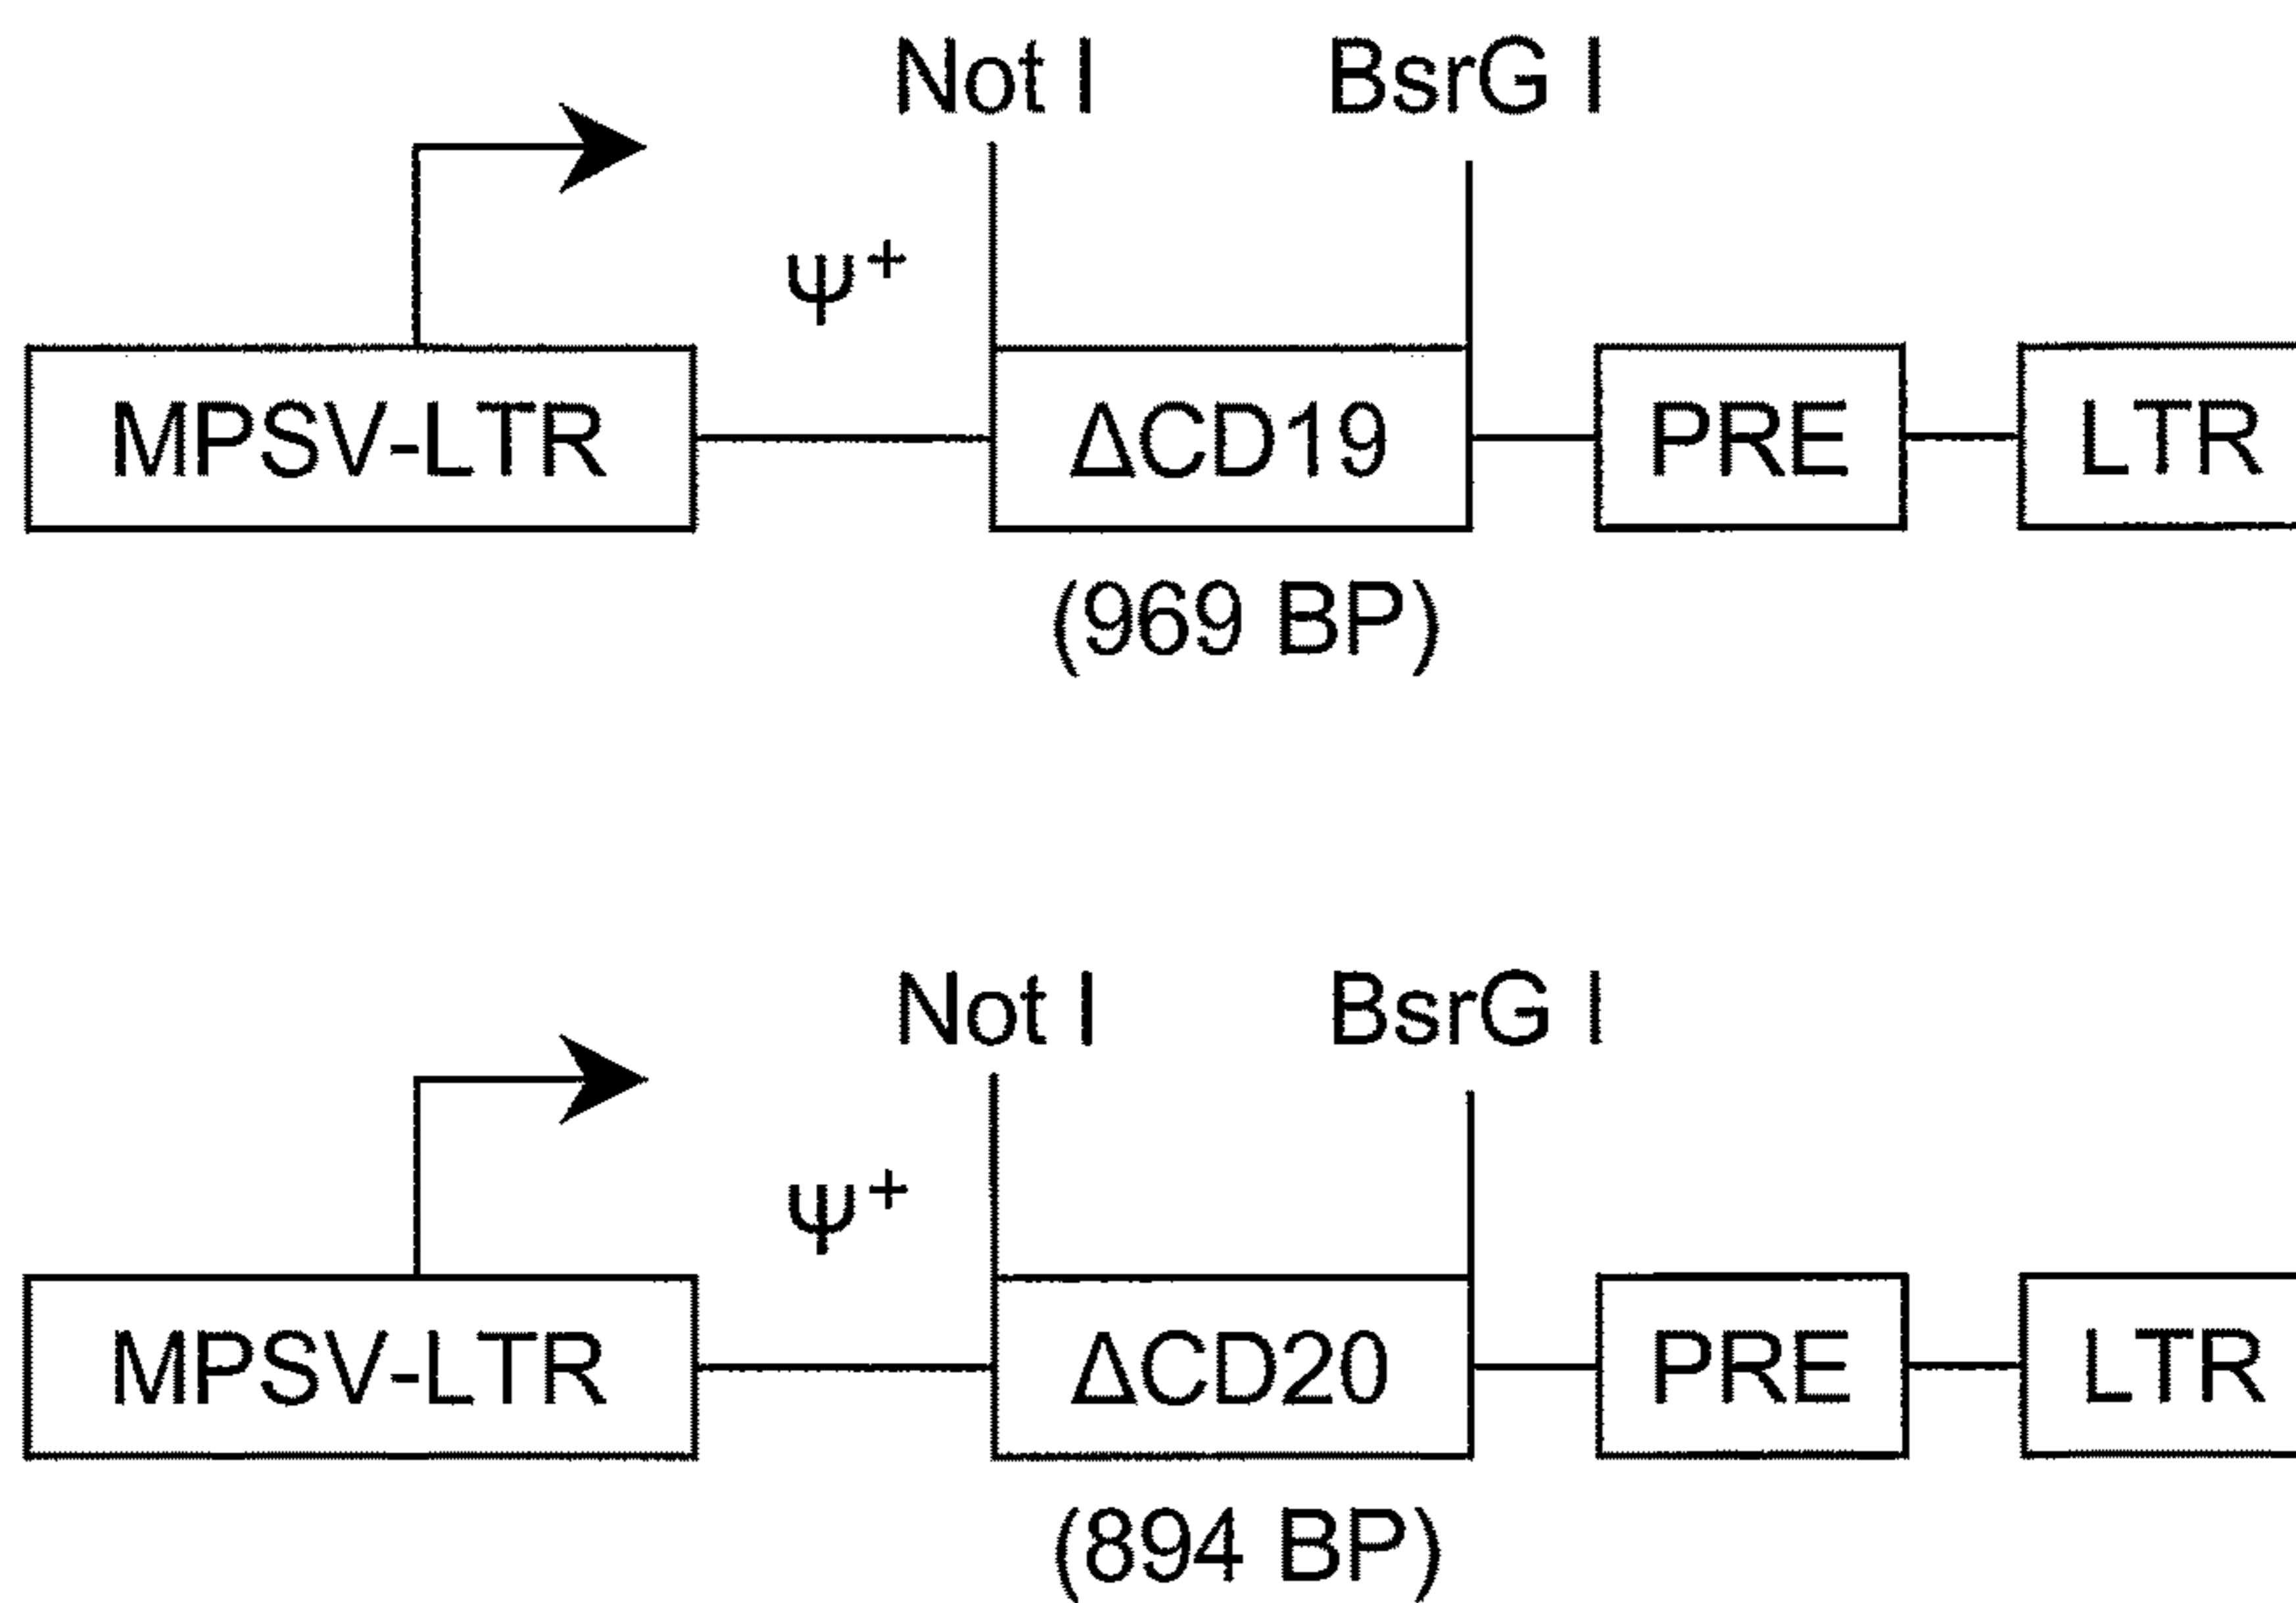 Not I BsrG I
ψ+
MPSV-LTR ΔCD19 PRE LTR
(969 BP)
Not I BsrG I
ψ+
MPSV-LTR ΔCD20 PRE LTR
(894 BP)